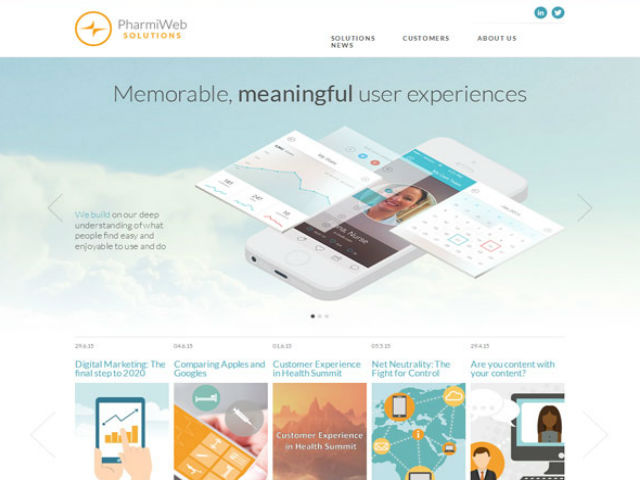 PharmiWeb
SOLUTIONS
SOLUTIONS CUSTOMERS ABOUT US
NEWS
Memorable, meaningful user experiences
We build on our deep
understanding of what
people find easy and
enjoyable to use and do
29.6.15 04.6.15 01.6.15 05.5.15 29.4.15
Digital Marketing: The
final step to 2020
Comparing Apples and
Googles
Customer Experience
in Health Summit
Net Neutrality: The
Fight for Control
Are you content with
your content?
Customer Experience
in Health Summit